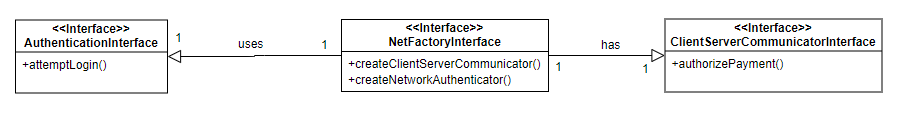 <<Interface>>
AuthenticationInterface
+attemptLogin()
1
uses
1
<<Interface>>
NetFactoryInterface
+createClientServerCommunicator()
+createNetworkAuthenticator()
1
has
1
<<Interface>>
ClientServerCommunicatorInterface
+authorizePayment()